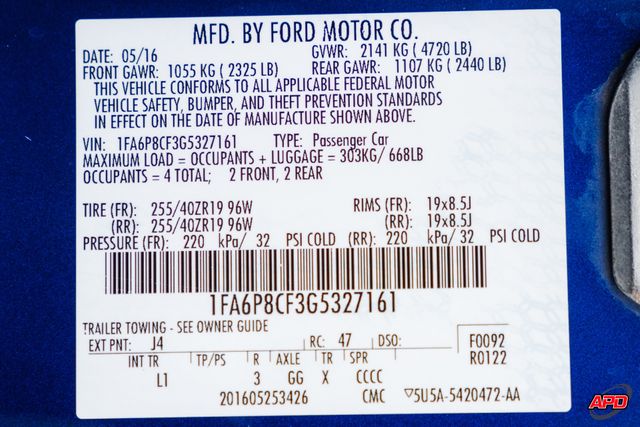 MFD. BY FORD MOTOR CO.
DATE: 05/16 GVWR: 2141 KG ( 4720 LB)
FRONT GAWR: 1055 KG ( 2325 LB) REAR GAWR: 1107 KG ( 2440 LB)
THIS VEHICLE CONFORMS TO ALL APPLICABLE FEDERAL MOTOR
VEHICLE SAFETY, BUMPER, AND THEFT PREVENTION STANDARDS
IN EFFECT ON THE DATE OF MANUFACTURE SHOWN ABOVE.
VIN: 1FA6P8CF3G5327161 TYPE: Passenger Car
MAXIMUM LOAD = OCCUPANTS + LUGGAGE = 303KG/ 668LB
OCCUPANTS = 4 TOTAL; 2 FRONT, 2 REAR
TIRE (FR): 255/40ZR19 96W RIMS (FR): 19x8.5J
(RR): 255/40ZR19 96W (RR): 19x8.5J
PRESSURE (FR): 220 kPa/ 32 PSI COLD (RR): 220 kPa/ 32 PSI COLD
1FA6P8CF3G5327161
TRAILER TOWING - SEE OWNER GUIDE
EXT PNT: J4 RC: 47 DSO: F0092
INT TR TP/PS R AXLE TR SPR R0122
L1 3 GG X CCCC
201605253426 CMC ▽5U5A-5420472-AA
APD